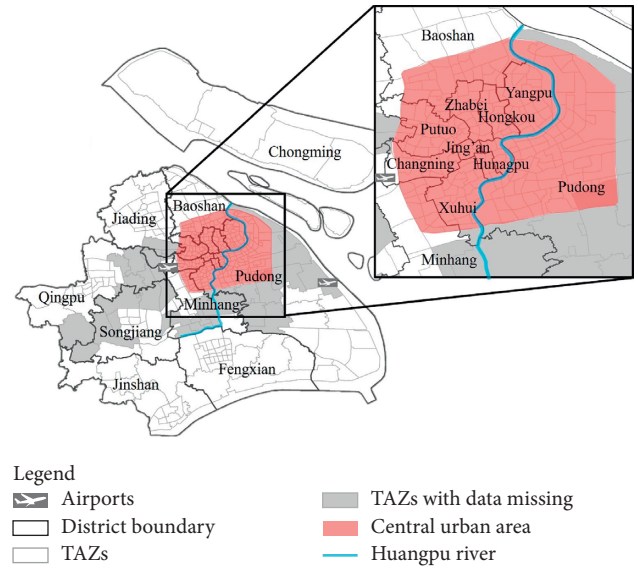 Baoshan
Yangpu
Zhabei
Hongkou
Putuo
Jing'an
Changning
Hunagpu
Pudong
Xuhui
Minhang
Chongming
Baoshan
Jiading
Pudong
Qingpu
Minhang
Songjiang
Fengxian
Jinshan
Legend
Airports
District boundary
TAZs
TAZs with data missing
Central urban area
Huangpu river